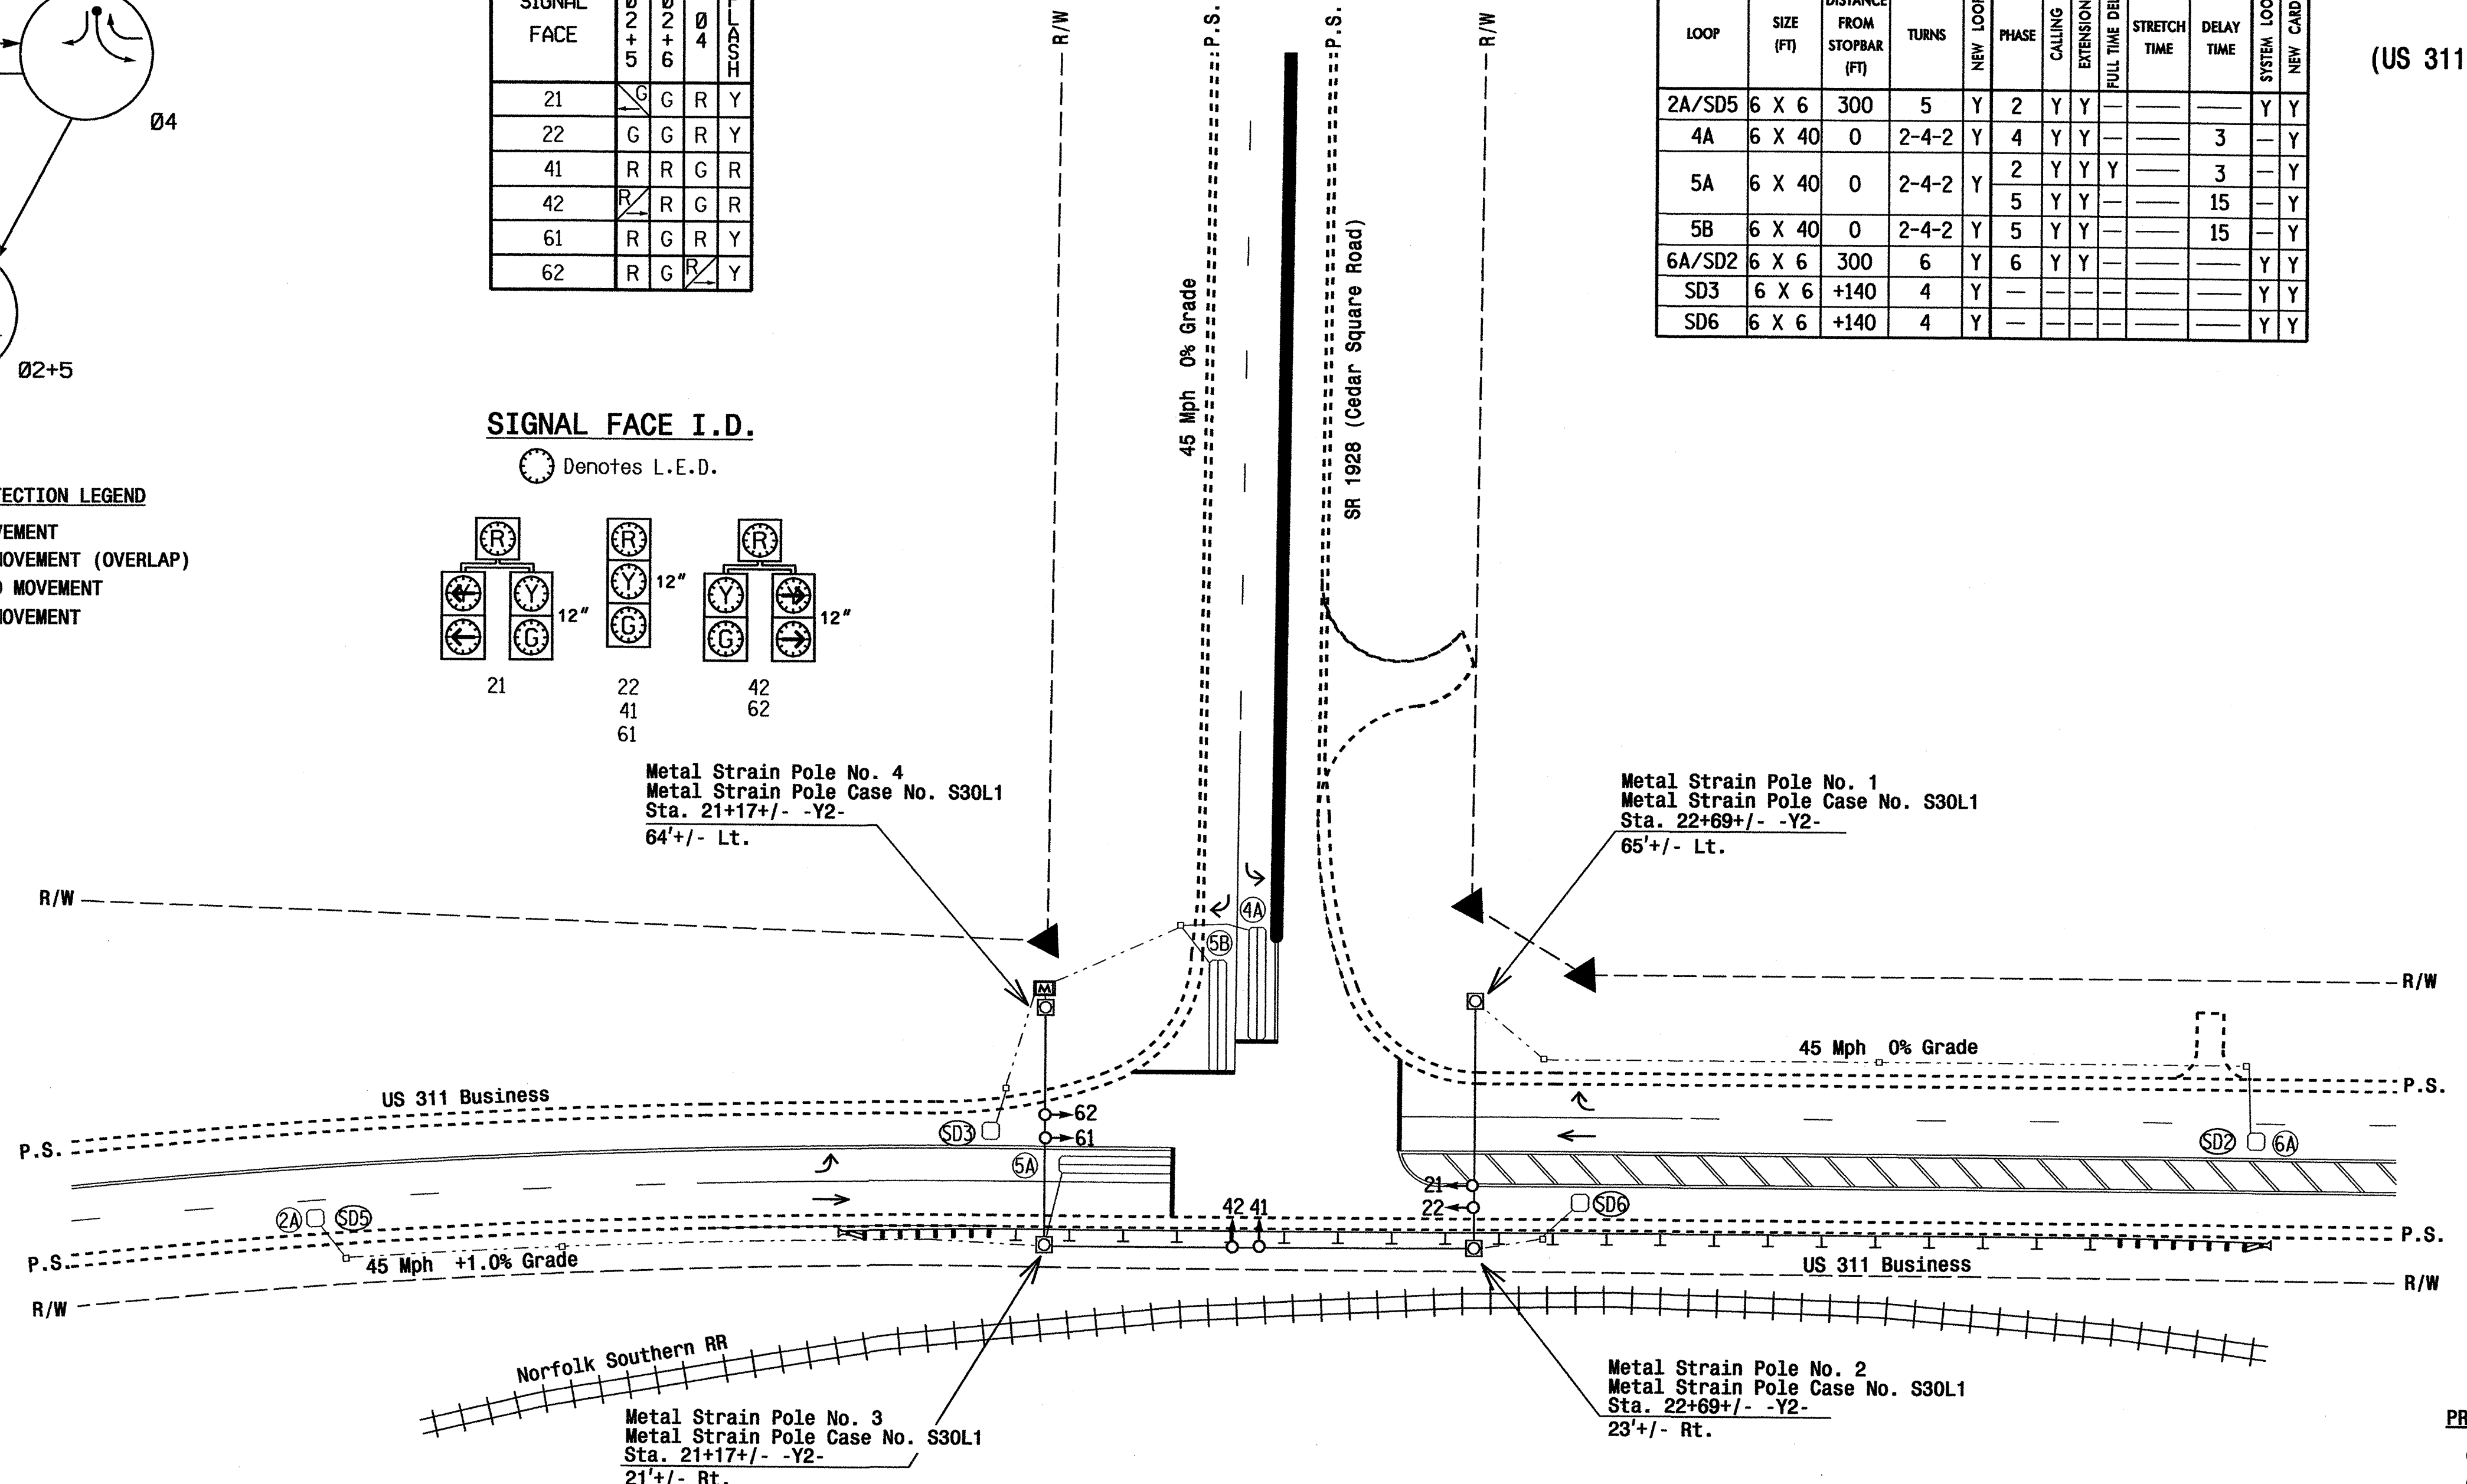 Ø4
Ø02+5
SIGNAL FACE Ø2+5 Ø2+6 Ø4 FLASH
21 G G R Y
22 G G R Y
41 R R G R
42 R R G R
61 R G R Y
62 R G R Y
SIGNAL FACE I.D.
Denotes L.E.D.
R R R
Y Y Y Y Y
G G G
12" 12" 12"
21 22 42
41 62
61
LEGEND
(OVERLAP)
MOVEMENT
R/W P.S. P.S. R/W
45 Mph 0% Grade
SR 1928 (Cedar Square Road)
LOOP SIZE (FT) DISTANCE FROM STOPBAR (FT) TURNS NEW LOOP PHASE CALLING EXTENSION FULL TIME STRETCH TIME DELAY TIME SYSTEM NEW CARD
2A/SD5 6 X 6 300 5 Y 2 Y Y — — — Y Y
4A 6 X 40 0 2-4-2 Y 4 Y Y — — 3 — Y
5A 6 X 40 0 2-4-2 Y 2 Y Y Y — 3 — Y
5 Y Y — — 15 — Y
5B 6 X 40 0 2-4-2 Y 5 Y Y — — 15 — Y
6A/SD2 6 X 6 300 6 Y 6 Y Y — — — Y Y
SD3 6 X 6 +140 4 Y — — — — — — Y Y
SD6 6 X 6 +140 4 Y — — — — — — Y Y
(US 311
Metal Strain Pole No. 4
Metal Strain Pole Case No. S30L1
Sta. 21+17+/- -Y2-
64'+/- Lt.
Metal Strain Pole No. 1
Metal Strain Pole Case No. S30L1
Sta. 22+69+/- -Y2-
65'+/- Lt.
R/W
4A
5B
M
R/W
45 Mph 0% Grade
US 311 Business
P.S.
P.S.
62
SD3 61
SD2 6A
5A
21
2A SD5
42 41
22
SD6
P.S.
P.S.
45 Mph +1.0% Grade
US 311 Business
R/W
R/W
Norfolk Southern RR
Metal Strain Pole No. 3
Metal Strain Pole Case No. S30L1
Sta. 21+17+/- -Y2-
21'+/- Rt.
Metal Strain Pole No. 2
Metal Strain Pole Case No. S30L1
Sta. 22+69+/- -Y2-
23'+/- Rt.